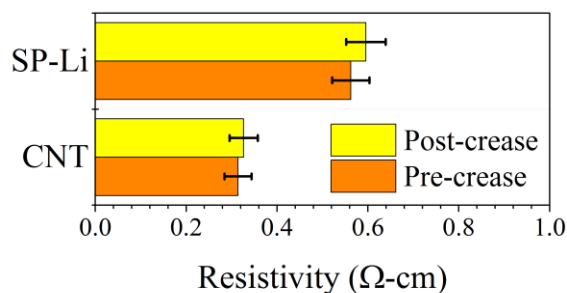 SP-Li
CNT
Post-crease
Pre-crease
0.0 0.2 0.4 0.6 0.8 1.0
Resistivity (Ω-cm)